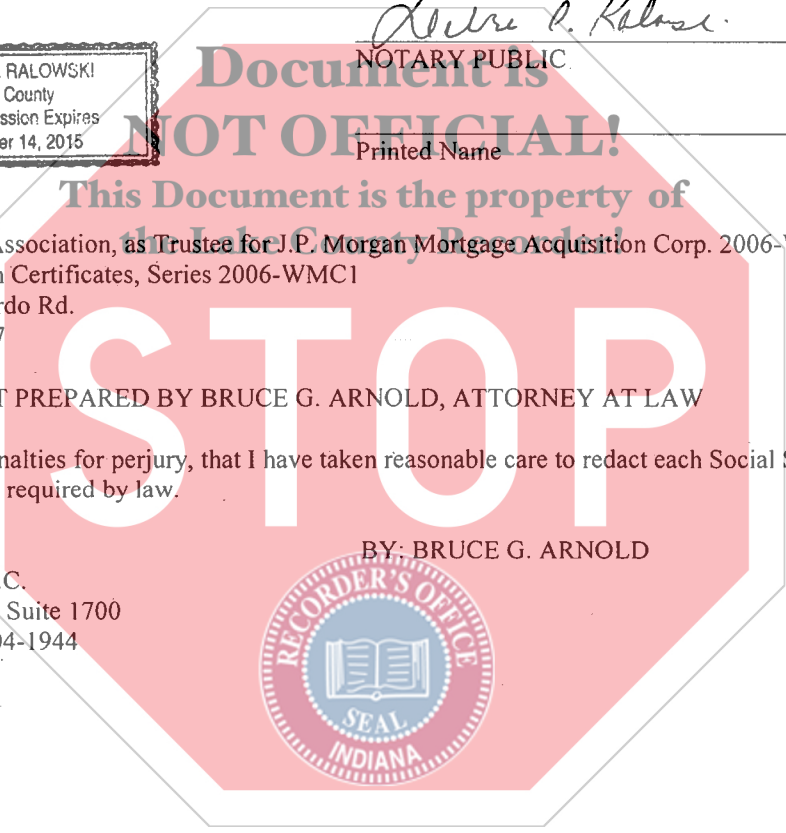 RALOWSKI
County
ssion Expires
er 14, 2015
NOTARY PUBLIC
Printed Name
Document is
NOT OFFICIAL!
This Document is the property of
the Lake County Recorder!
Association, as Trustee for J.P. Morgan Mortgage Acquisition Corp. 2006-
Certificates, Series 2006-WMC1
rdo Rd.
7
T PREPARED BY BRUCE G. ARNOLD, ATTORNEY AT LAW
nalties for perjury, that I have taken reasonable care to redact each Social S
required by law.
STOP
BY: BRUCE G. ARNOLD
.C.
Suite 1700
04-1944
RECORDER'S OFFICE
SEAL
INDIANA